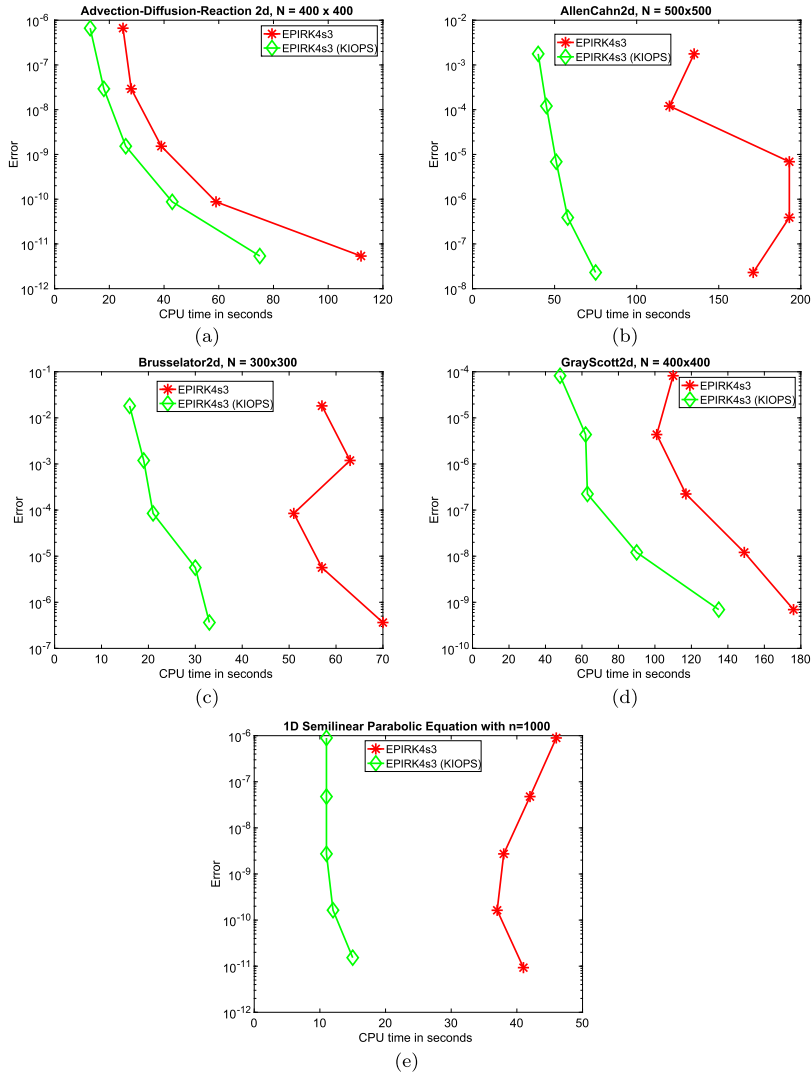 Advection-Diffusion-Reaction 2d, N = 400 x 400
10^-6
10^-7
10^-8
10^-9
10^-10
10^-11
10^-12
Error
EPIRK4s3
EPIRK4s3 (KIOPS)
0 20 40 60 80 100 120
CPU time in seconds
(a)
AllenCahn2d, N = 500x500
10^-2
10^-3
10^-4
10^-5
10^-6
10^-7
10^-8
Error
EPIRK4s3
EPIRK4s3 (KIOPS)
0 50 100 150 200
CPU time in seconds
(b)
Brusselator2d, N = 300x300
10^-1
10^-2
10^-3
10^-4
10^-5
10^-6
10^-7
Error
EPIRK4s3
EPIRK4s3 (KIOPS)
0 10 20 30 40 50 60 70
CPU time in seconds
(c)
GrayScott2d, N = 400x400
10^-4
10^-5
10^-6
10^-7
10^-8
10^-9
10^-10
Error
EPIRK4s3
EPIRK4s3 (KIOPS)
0 20 40 60 80 100 120 140 160 180
CPU time in seconds
(d)
1D Semilinear Parabolic Equation with n=1000
10^-6
10^-7
10^-8
10^-9
10^-10
10^-11
10^-12
Error
EPIRK4s3
EPIRK4s3 (KIOPS)
0 10 20 30 40 50
CPU time in seconds
(e)